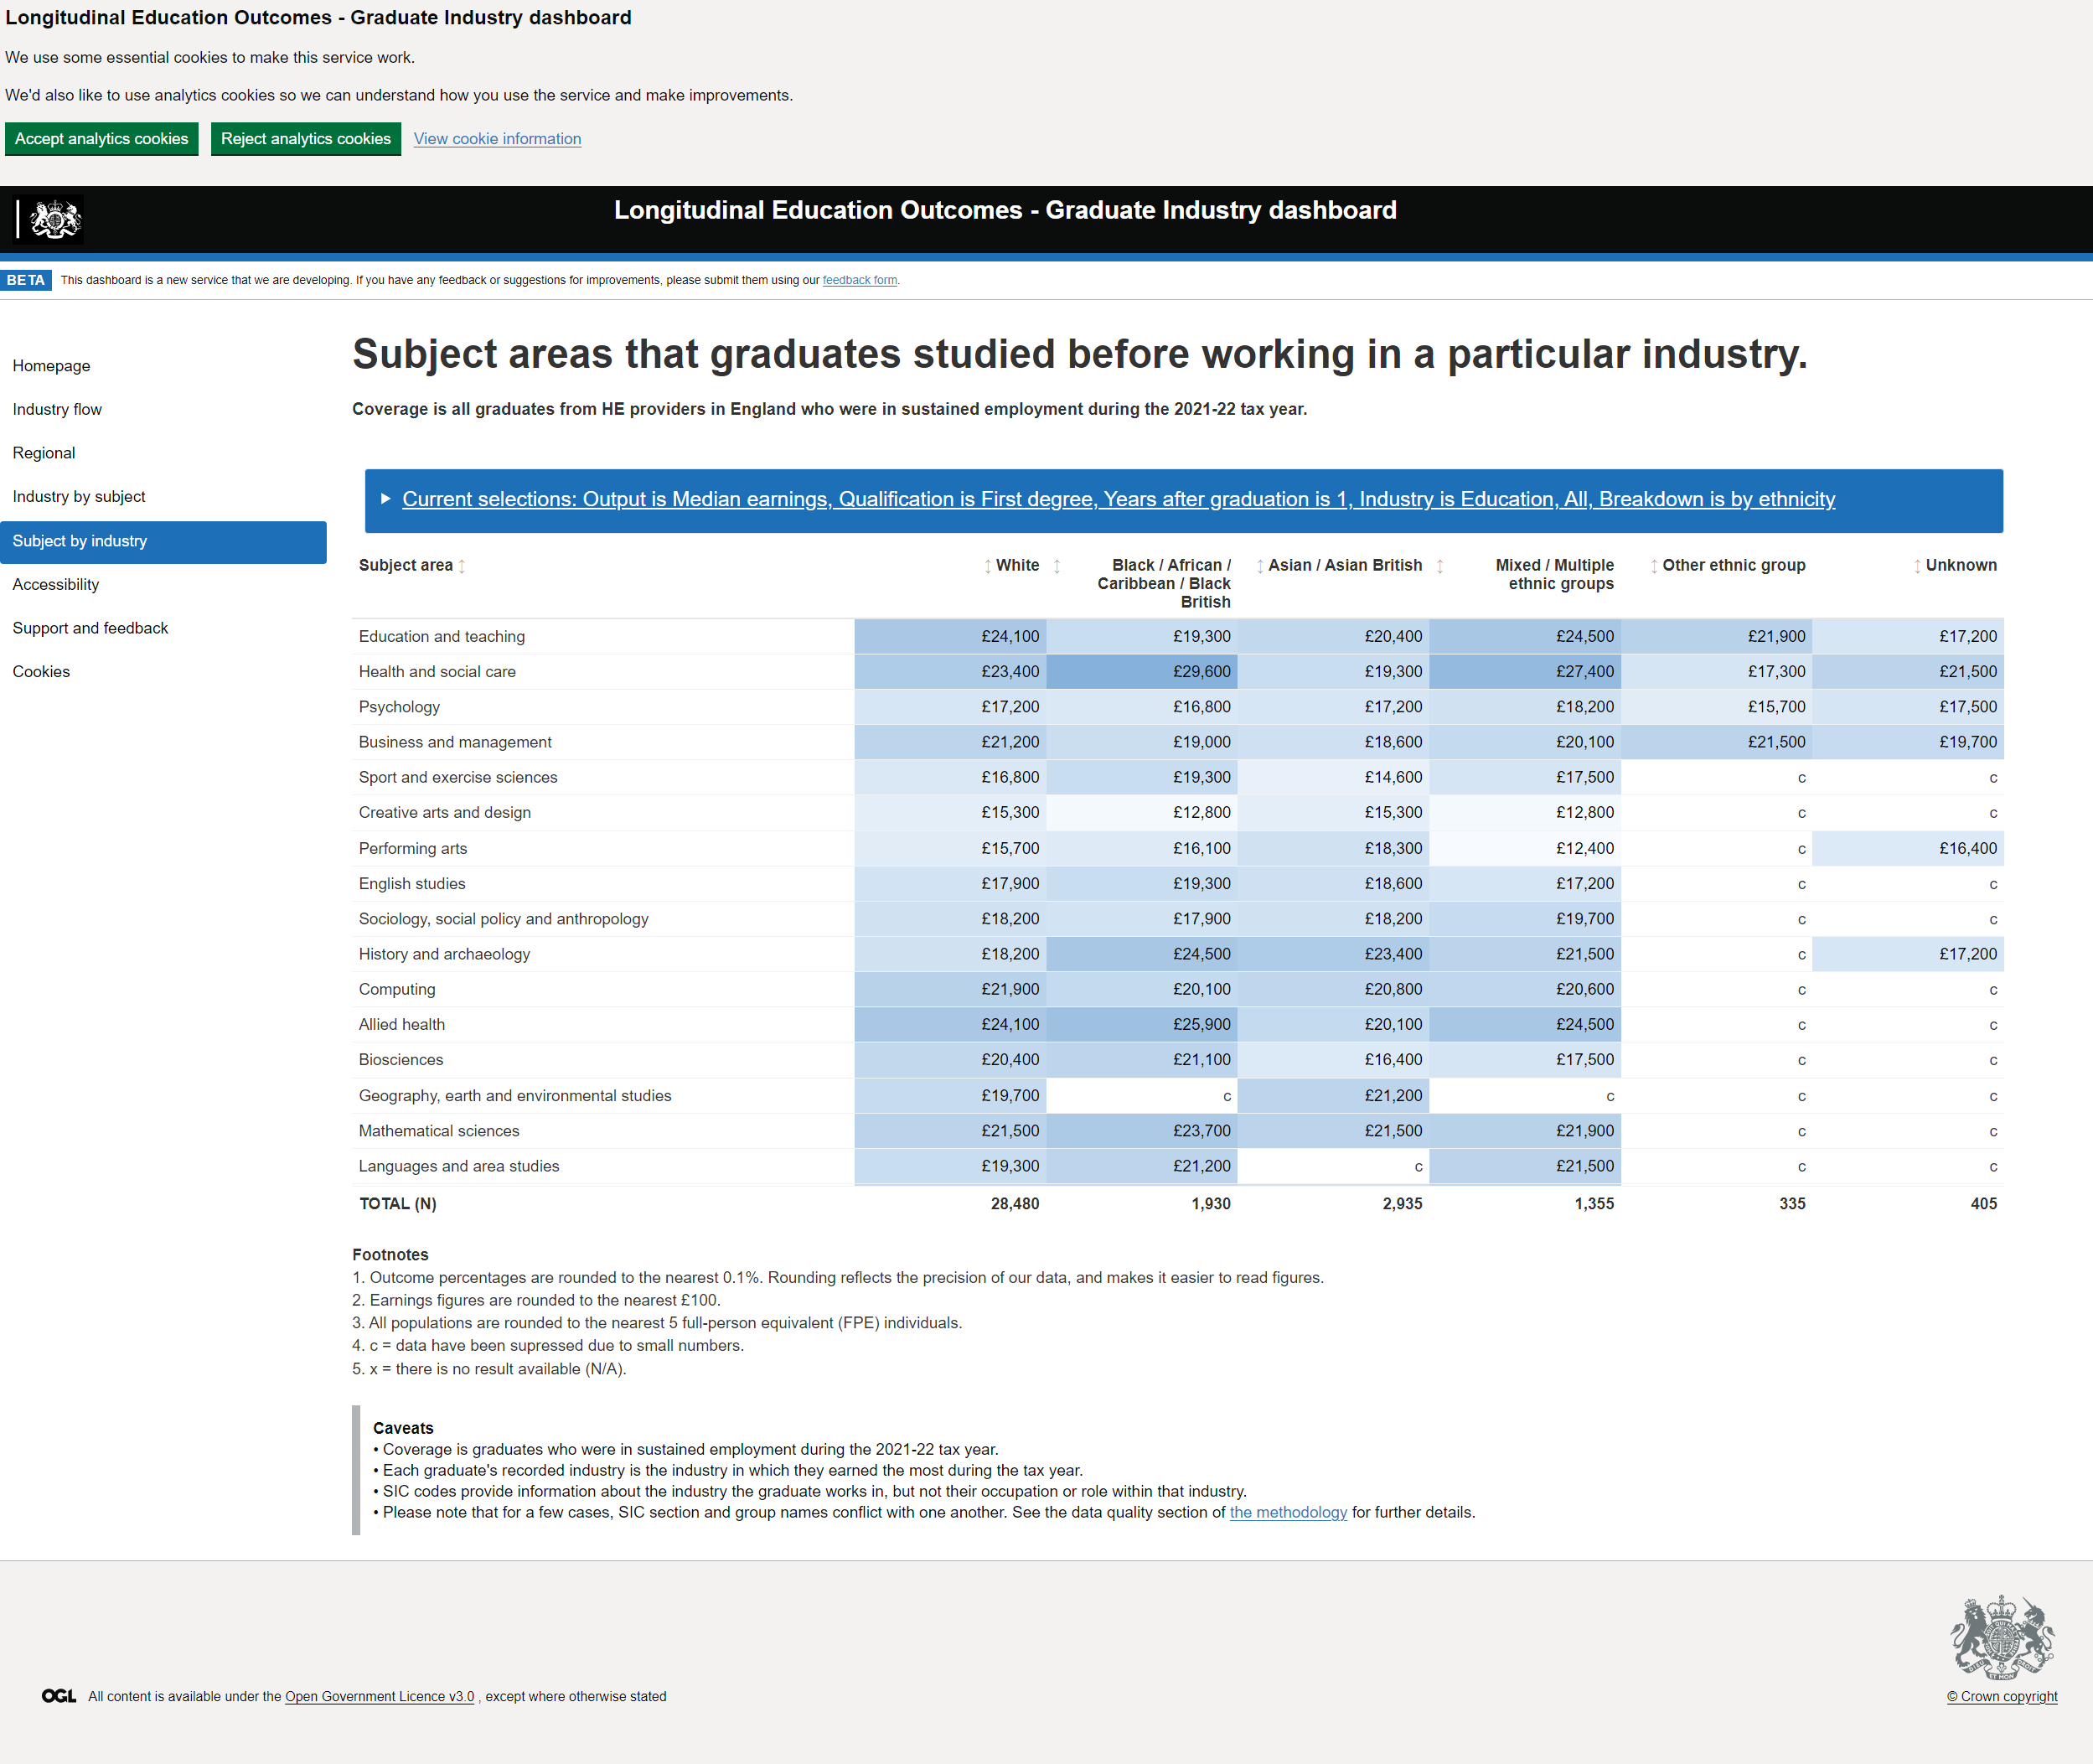 Longitudinal Education Outcomes - Graduate Industry dashboard
We use some essential cookies to make this service work.
We'd also like to use analytics cookies so we can understand how you use the service and make improvements.
Accept analytics cookies Reject analytics cookies View cookie information
Longitudinal Education Outcomes - Graduate Industry dashboard
BETA This dashboard is a new service that we are developing. If you have any feedback or suggestions for improvements, please submit them using our feedback form.
Homepage
Industry flow
Regional
Industry by subject
Subject by industry
Accessibility
Support and feedback
Cookies
Subject areas that graduates studied before working in a particular industry.
Coverage is all graduates from HE providers in England who were in sustained employment during the 2021-22 tax year.
Current selections: Output is Median earnings, Qualification is First degree, Years after graduation is 1, Industry is Education, All, Breakdown is by ethnicity
Subject area White Black / African / Caribbean / Black British Asian / Asian British Mixed / Multiple ethnic groups Other ethnic group Unknown
Education and teaching £24,100 £19,300 £20,400 £24,500 £21,900 £17,200
Health and social care £23,400 £29,600 £19,300 £27,400 £17,300 £21,500
Psychology £17,200 £16,800 £17,200 £18,200 £15,700 £17,500
Business and management £21,200 £19,000 £18,600 £20,100 £21,500 £19,700
Sport and exercise sciences £16,800 £19,300 £14,600 £17,500 c c
Creative arts and design £15,300 £12,800 £15,300 £12,800 c c
Performing arts £15,700 £16,100 £18,300 £12,400 c £16,400
English studies £17,900 £19,300 £18,600 £17,200 c c
Sociology, social policy and anthropology £18,200 £17,900 £18,200 £19,700 c c
History and archaeology £18,200 £24,500 £23,400 £21,500 c £17,200
Computing £21,900 £20,100 £20,800 £20,600 c c
Allied health £24,100 £25,900 £20,100 £24,500 c c
Biosciences £20,400 £21,100 £16,400 £17,500 c c
Geography, earth and environmental studies £19,700 c £21,200 c c c
Mathematical sciences £21,500 £23,700 £21,500 £21,900 c c
Languages and area studies £19,300 £21,200 c £21,500 c c
TOTAL (N) 28,480 1,930 2,935 1,355 335 405
Footnotes
1. Outcome percentages are rounded to the nearest 0.1%. Rounding reflects the precision of our data, and makes it easier to read figures.
2. Earnings figures are rounded to the nearest £100.
3. All populations are rounded to the nearest 5 full-person equivalent (FPE) individuals.
4. c = data have been supressed due to small numbers.
5. x = there is no result available (N/A).
Caveats
• Coverage is graduates who were in sustained employment during the 2021-22 tax year.
• Each graduate's recorded industry is the industry in which they earned the most during the tax year.
• SIC codes provide information about the industry the graduate works in, but not their occupation or role within that industry.
• Please note that for a few cases, SIC section and group names conflict with one another. See the data quality section of the methodology for further details.
OGL All content is available under the Open Government Licence v3.0 , except where otherwise stated
© Crown copyright